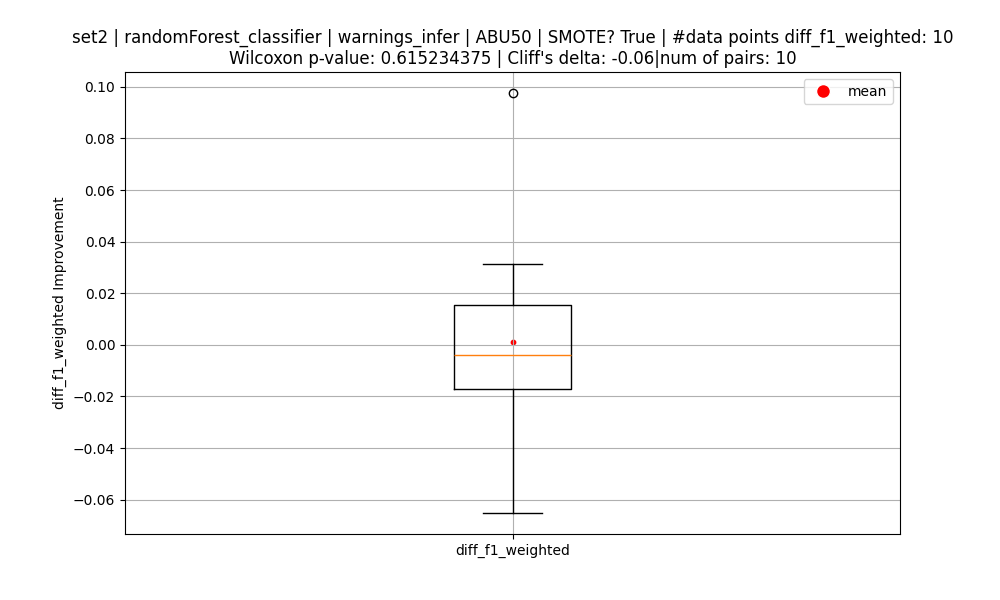 set2 | randomForest_classifier | warnings_infer | ABU50 | SMOTE? True | #data points diff_f1_weighted: 10
Wilcoxon p-value: 0.615234375 | Cliff's delta: -0.06|num of pairs: 10
mean
0.10
0.08
0.06
0.04
0.02
0.00
−0.02
−0.04
−0.06
diff_f1_weighted Improvement
diff_f1_weighted